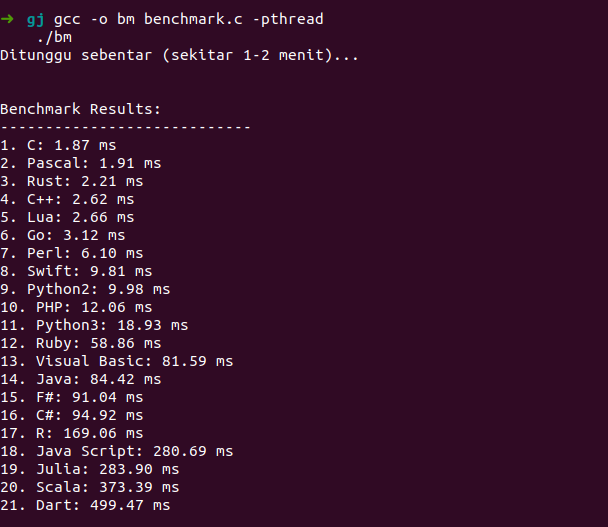 ➜ gj gcc -o bm benchmark.c -pthread
./bm
Ditunggu sebentar (sekitar 1-2 menit)...
Benchmark Results:
----------------------------
1. C: 1.87 ms
2. Pascal: 1.91 ms
3. Rust: 2.21 ms
4. C++: 2.62 ms
5. Lua: 2.66 ms
6. Go: 3.12 ms
7. Perl: 6.10 ms
8. Swift: 9.81 ms
9. Python2: 9.98 ms
10. PHP: 12.06 ms
11. Python3: 18.93 ms
12. Ruby: 58.86 ms
13. Visual Basic: 81.59 ms
14. Java: 84.42 ms
15. F#: 91.04 ms
16. C#: 94.92 ms
17. R: 169.06 ms
18. Java Script: 280.69 ms
19. Julia: 283.90 ms
20. Scala: 373.39 ms
21. Dart: 499.47 ms